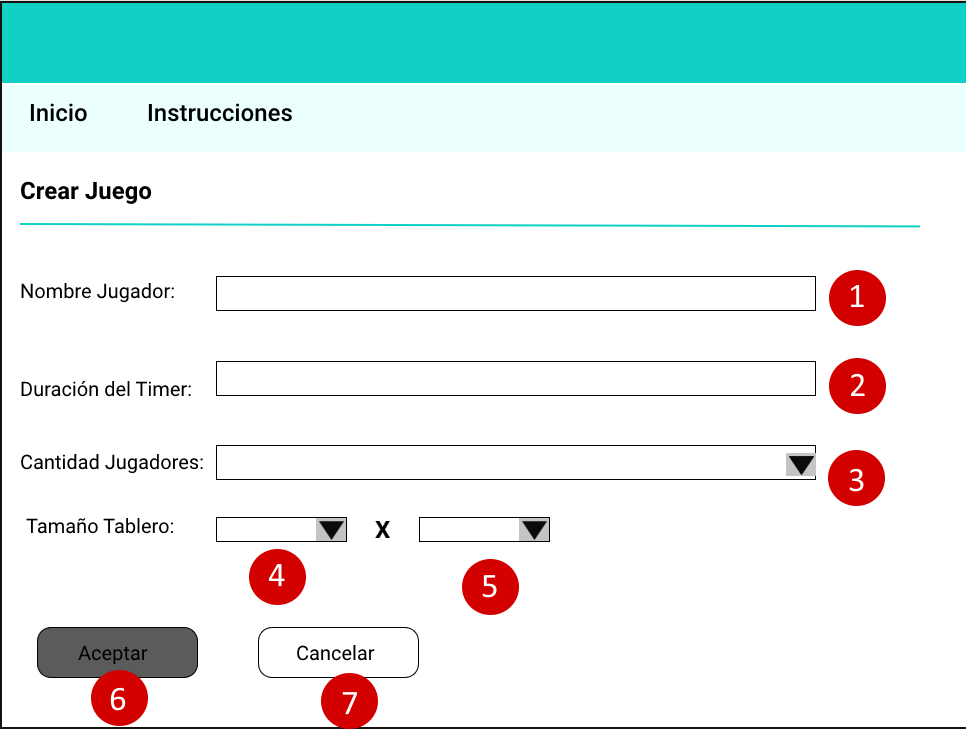 Inicio Instrucciones
Crear Juego
Nombre Jugador: 1
Duración del Timer: 2
Cantidad Jugadores: 3
Tamaño Tablero: X
4 5
Aceptar Cancelar
6 7